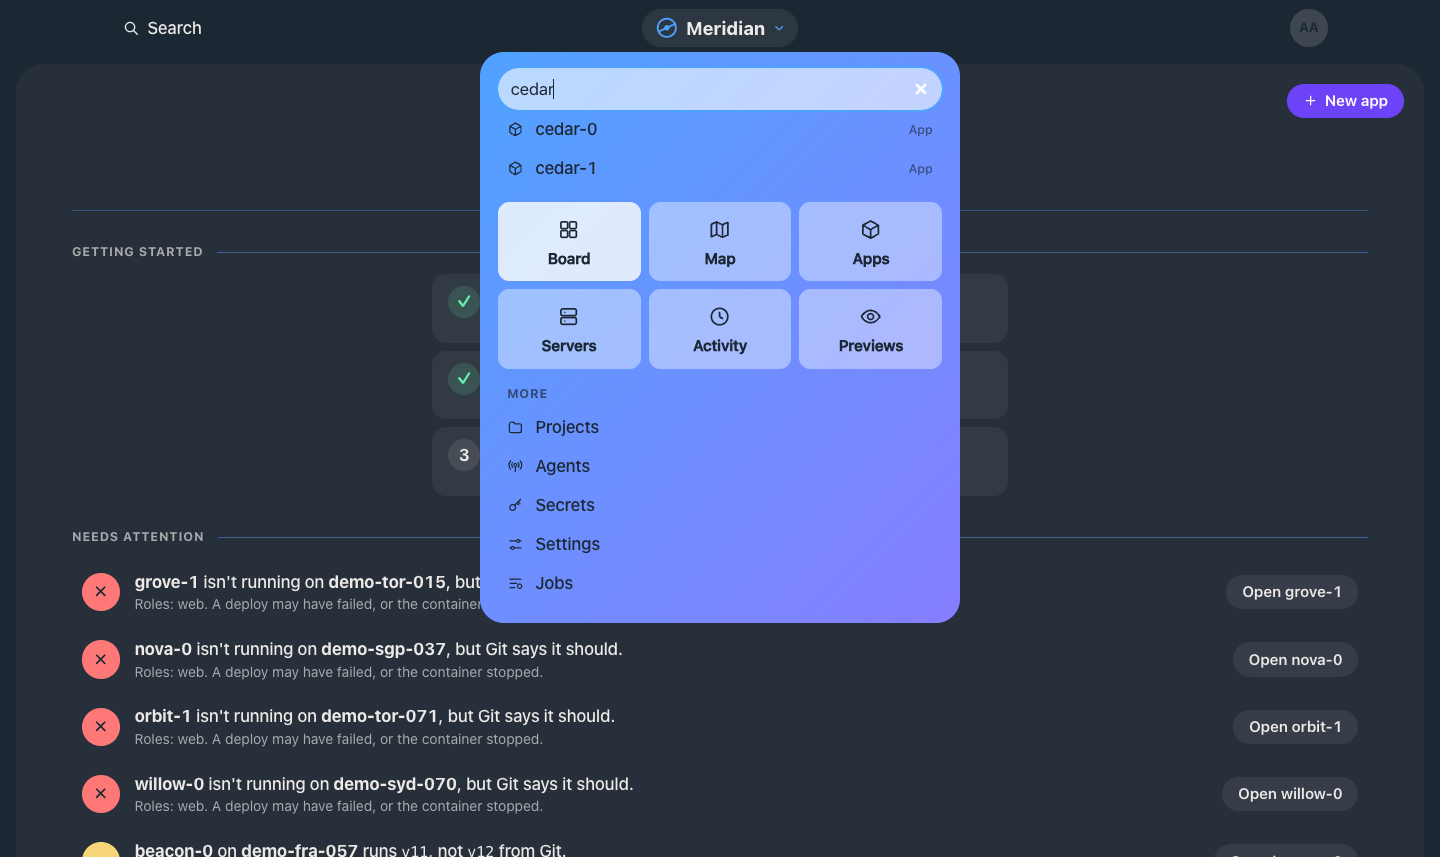 Search
Meridian
AA
cedar
New app
cedar-0 App
cedar-1 App
Board
Map
Apps
GETTING STARTED
Servers
Activity
Previews
MORE
Projects
3
Agents
Secrets
Settings
Jobs
NEEDS ATTENTION
grove-1 isn't running on demo-tor-015, but
Roles: web. A deploy may have failed, or the container
Open grove-1
nova-0 isn't running on demo-sgp-037, but Git says it should.
Roles: web. A deploy may have failed, or the container stopped.
Open nova-0
orbit-1 isn't running on demo-tor-071, but Git says it should.
Roles: web. A deploy may have failed, or the container stopped.
Open orbit-1
willow-0 isn't running on demo-syd-070, but Git says it should.
Roles: web. A deploy may have failed, or the container stopped.
Open willow-0
beacon-0 on demo-fra-057 runs v11, not v12 from Git.